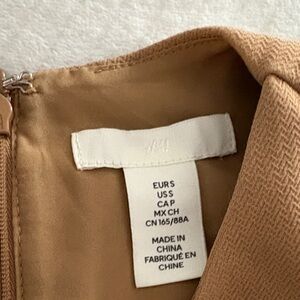 H&M
EUR S
US S
CA P
MX CH
CN 165/88A
MADE IN
CHINA
FABRIQUÉ EN
CHINE